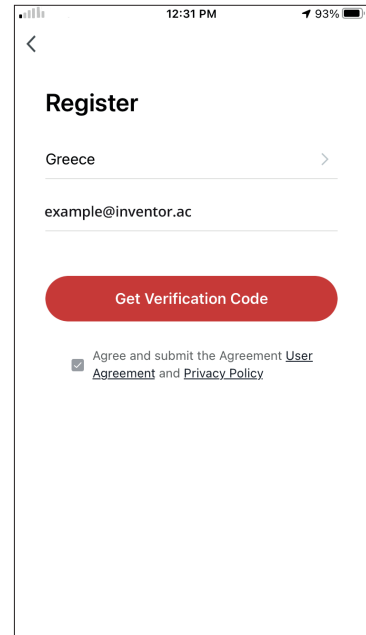 12:31 PM
93%
Register
Greece
example@inventor.ac
Get Verification Code
Agree and submit the Agreement User
Agreement and Privacy Policy